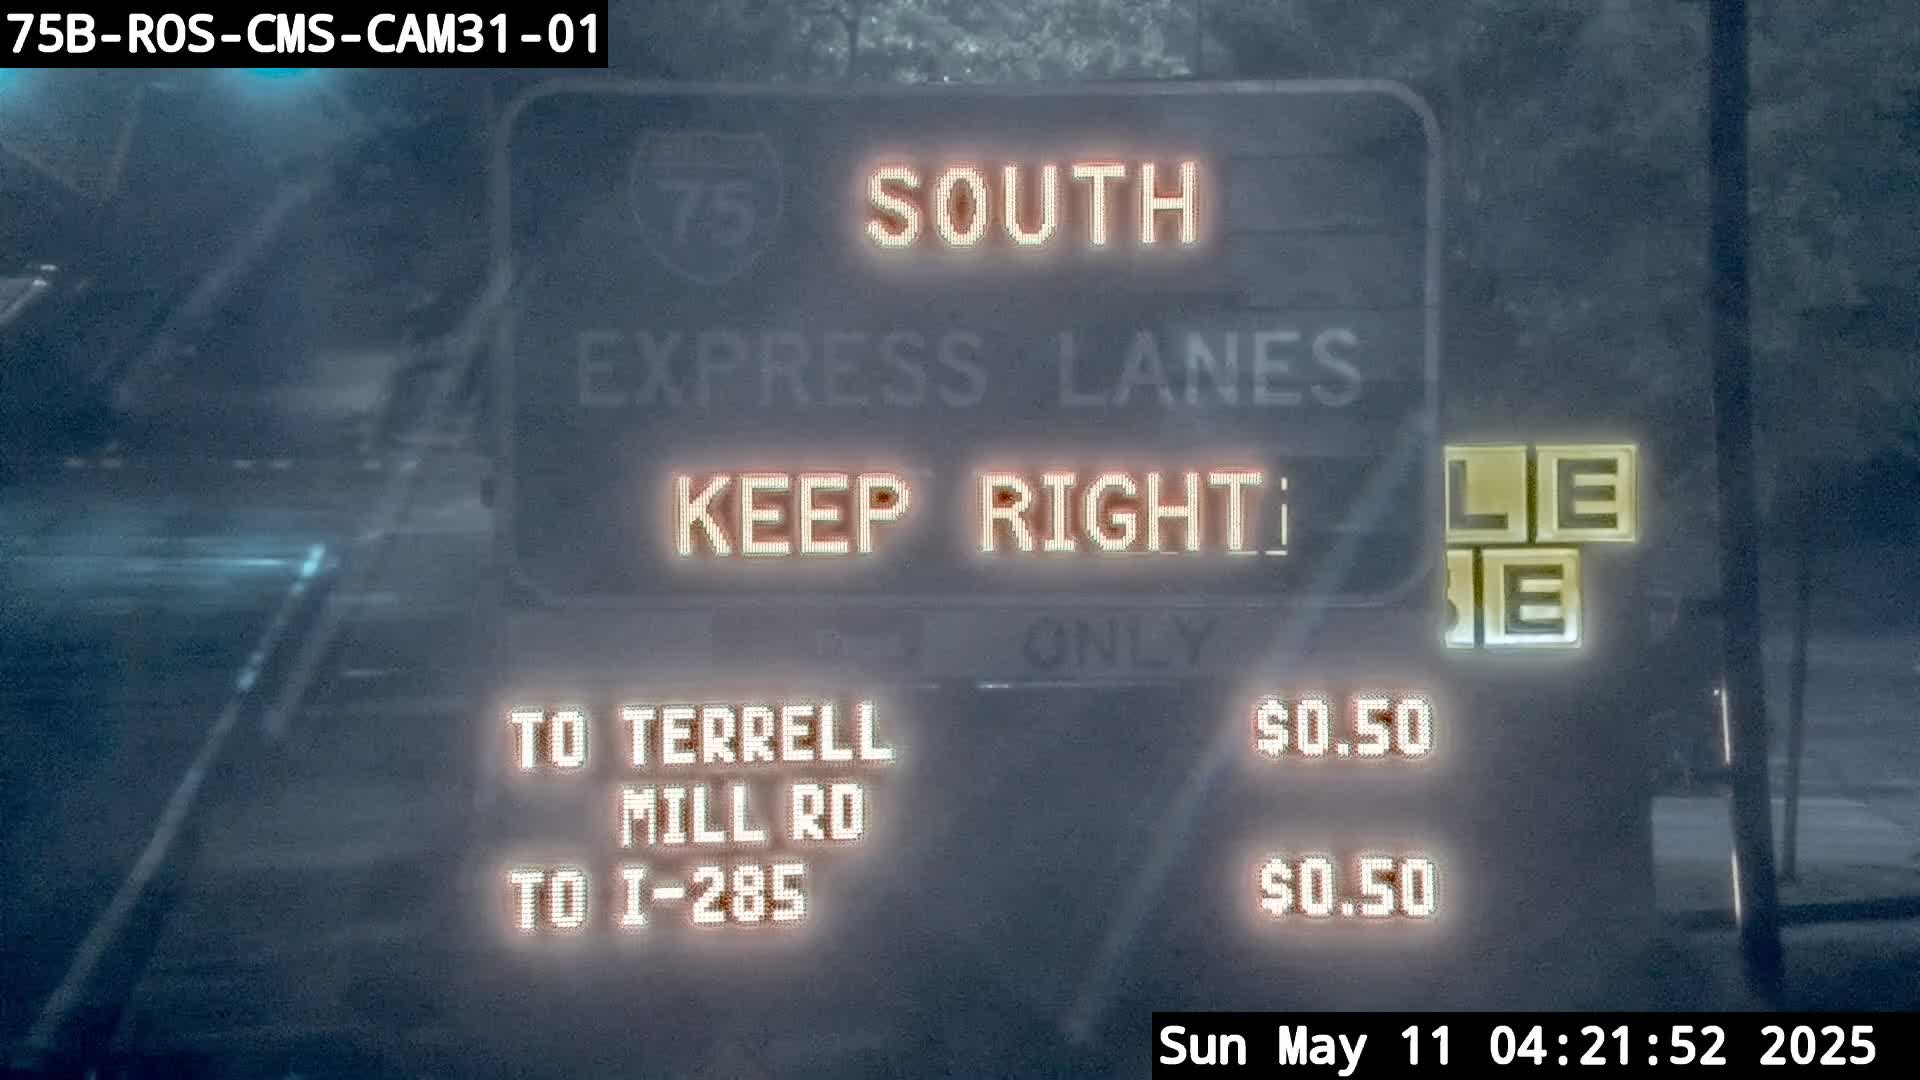 75B-ROS-CMS-CAM31-01
75 SOUTH
EXPRESS LANES
KEEP RIGHT
LE
E
ONLY
TO TERRELL $0.50
MILL RD
TO I-285 $0.50
Sun May 11 04:21:52 2025